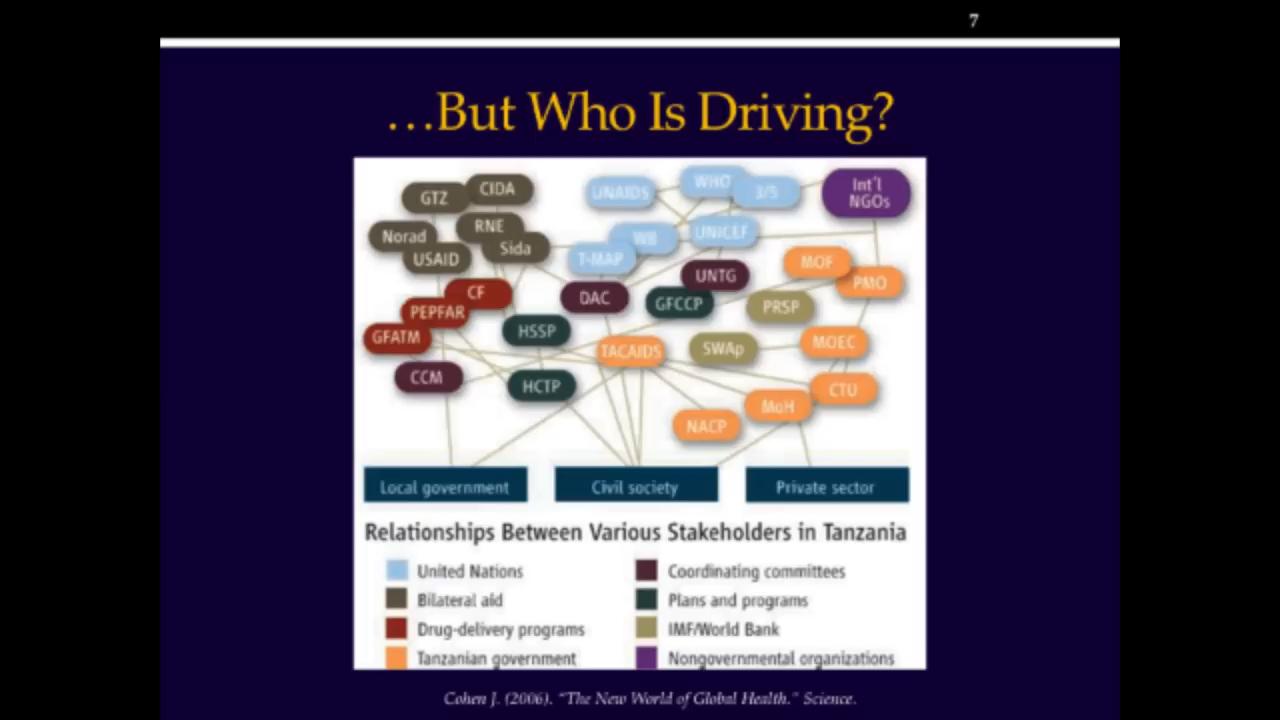 7
…But Who Is Driving?
GTZ
CIDA
UNAIDS
WHO
3/5
Int'l
NGOs
Norad
RNE
Sida
USAID
WB
UNICEF
T-MAP
UNTG
MOF
PMO
CF
PEPFAR
GFATM
DAC
GFCCP
PRSP
HSSP
TACAIDS
SWAp
MOEC
CCM
HCTP
CTU
MoH
NACP
Local government
Civil society
Private sector
Relationships Between Various Stakeholders in Tanzania
United Nations
Bilateral aid
Drug-delivery programs
Tanzanian government
Coordinating committees
Plans and programs
IMF/World Bank
Nongovernmental organizations
Cohen J. (2006). "The New World of Global Health." Science.